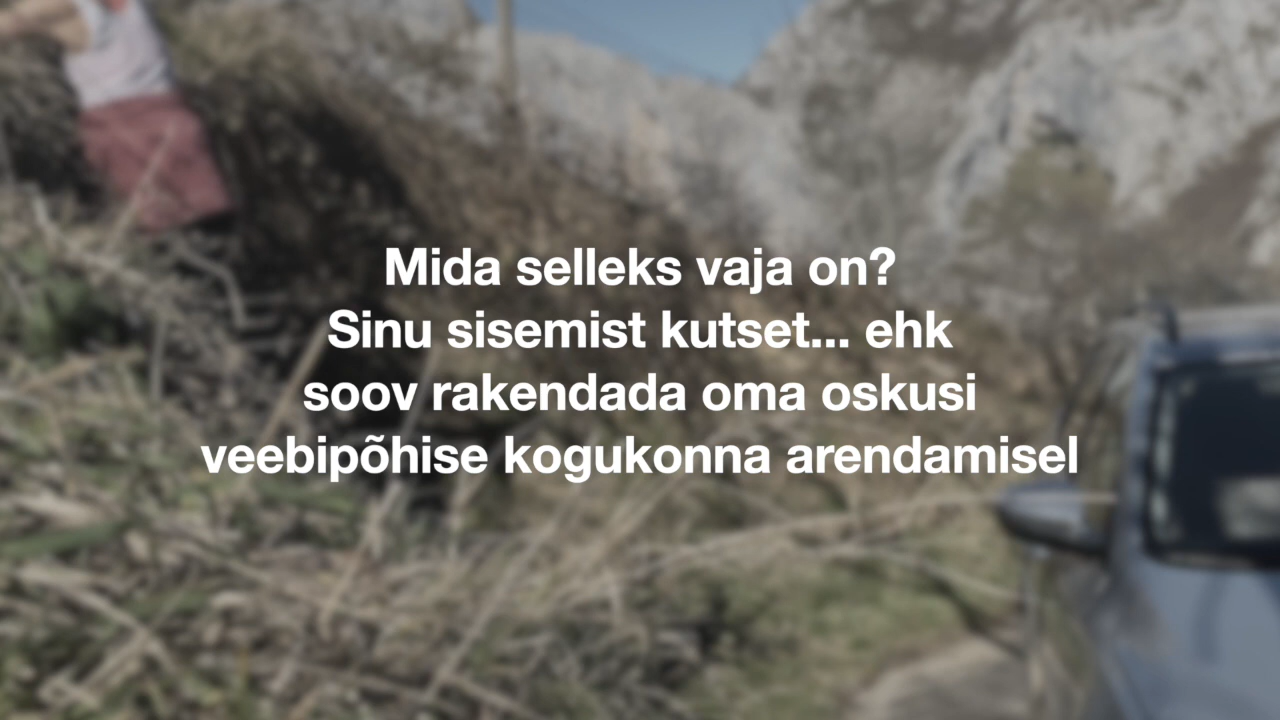 Mida selleks vaja on?
Sinu sisemist kutset... ehk
soov rakendada oma oskusi
veebipõhise kogukonna arendamisel